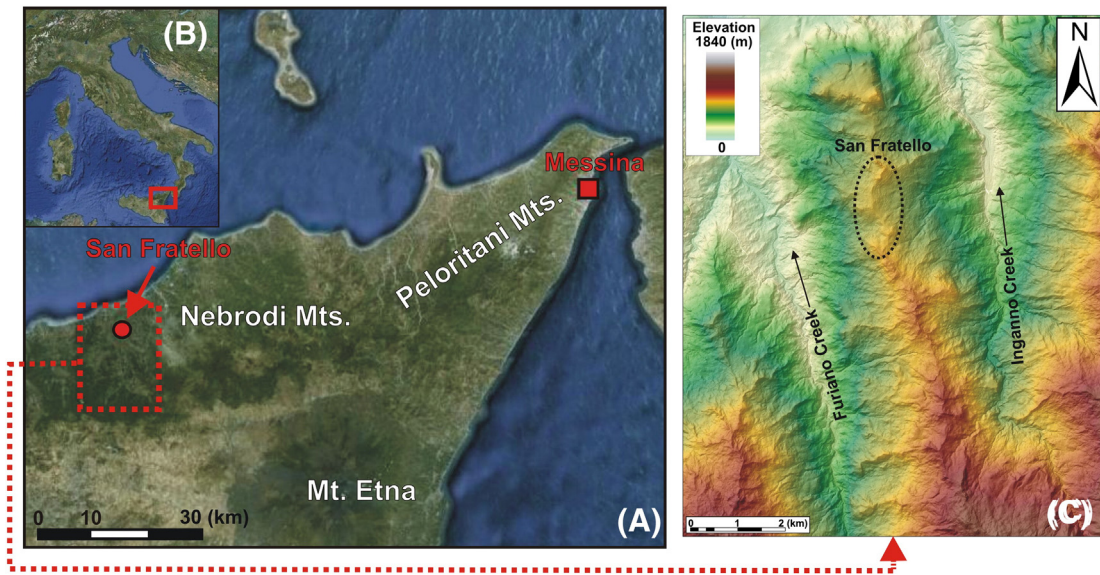 (B)
Messina
Peloritani Mts.
San Fratello
Nebrodi Mts.
Mt. Etna
0 10 30 (km)
(A)
Elevation
1840 (m)
0
N
San Fratello
Furiano Creek
Inganno Creek
0 1 2 (km)
(C)